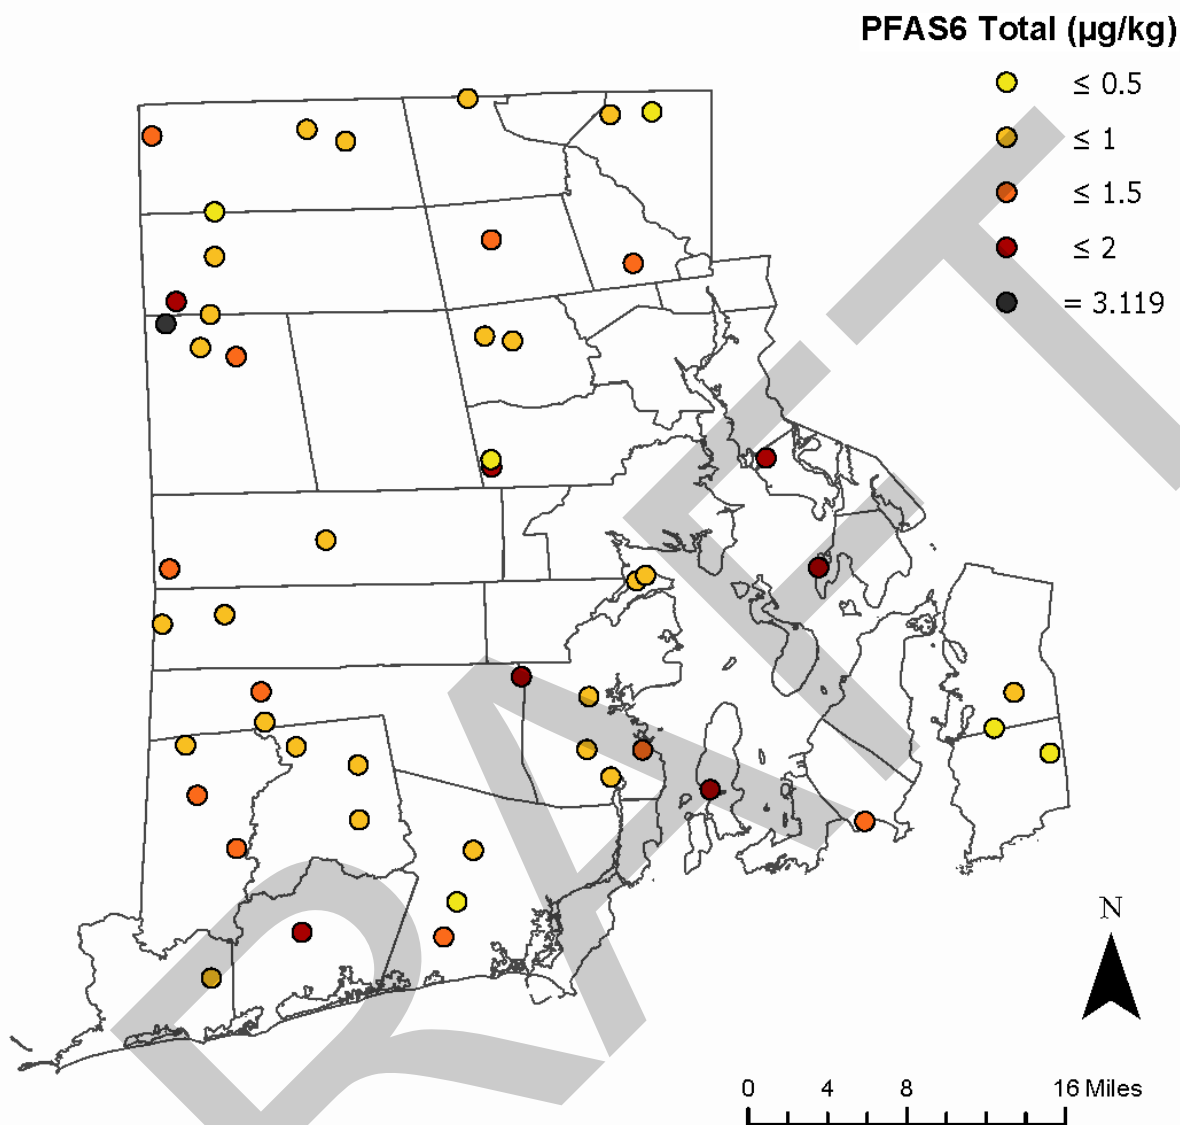 PFAS6 Total (µg/kg)
≤ 0.5
≤ 1
≤ 1.5
≤ 2
= 3.119
DRAFT
N
0 4 8 16 Miles